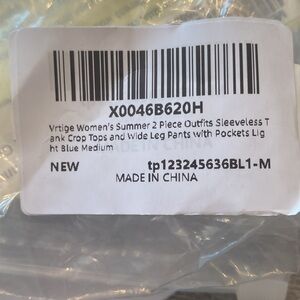 X0046B620H
Vrtige Women's Summer 2 Piece Outfits Sleeveless T
ank Crop Tops and Wide Leg Pants with Pockets Lig
ht Blue Medium
NEW tp123245636BL1-M
MADE IN CHINA